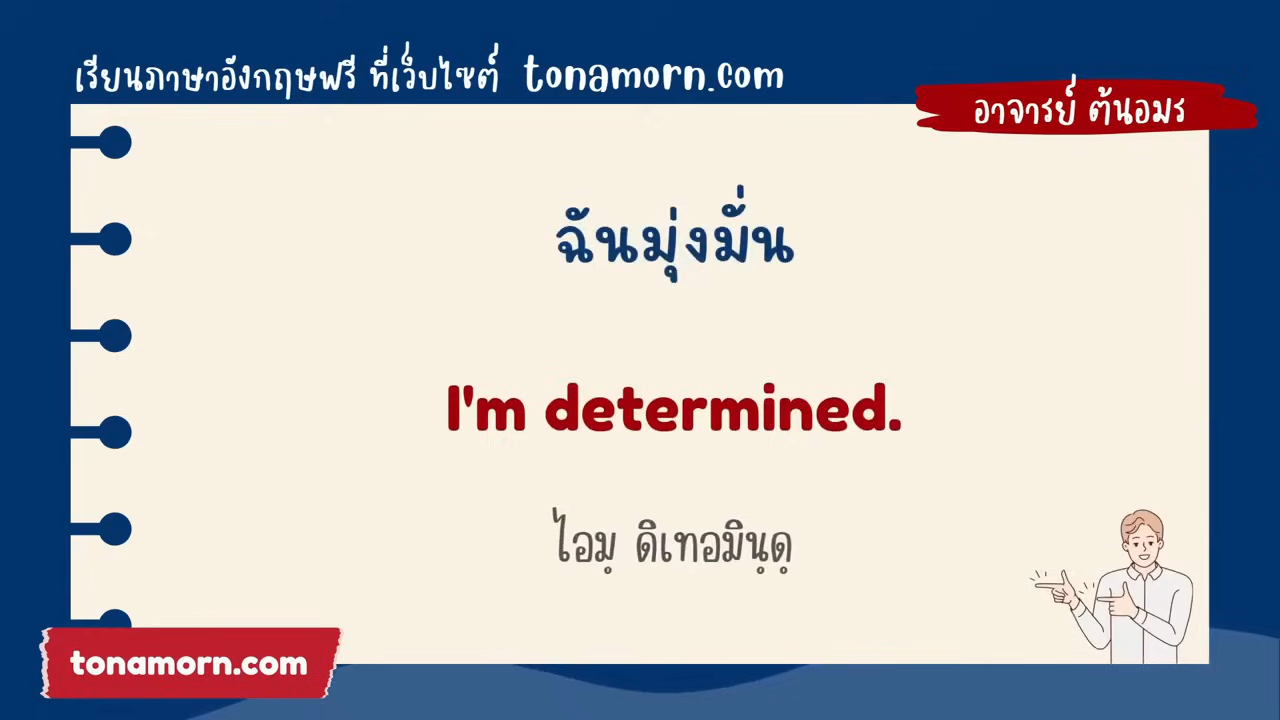 เรียนภาษาอังกฤษฟรี ที่เว็บไซต์ tonamorn.com
อาจารย์ ต้นอมร
ฉันมุ่งมั่น
I'm determined.
ไอมฺ ดิเทอมินฺดฺ
tonamorn.com